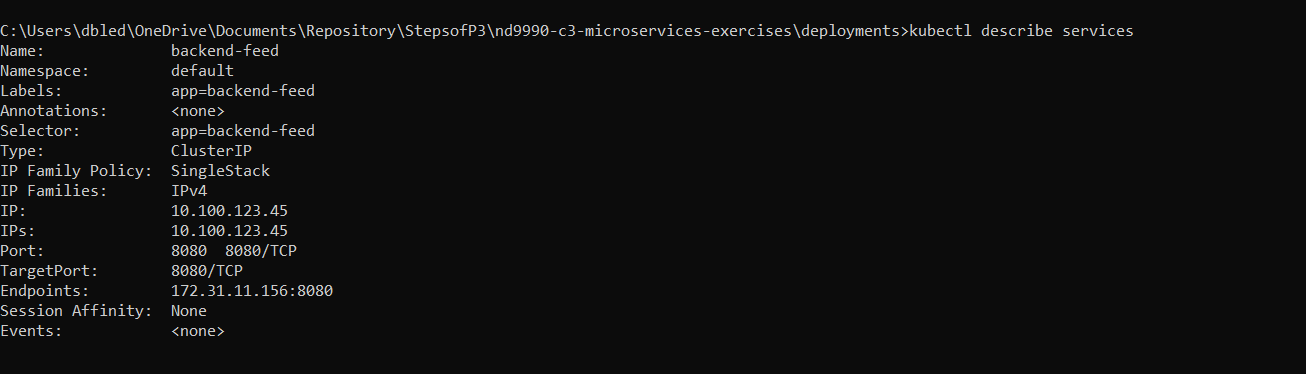 C:\Users\dbled\OneDrive\Documents\Repository\StepsofP3\nd9990-c3-microservices-exercises\deployments>kubectl describe services
Name:              backend-feed
Namespace:         default
Labels:            app=backend-feed
Annotations:       <none>
Selector:          app=backend-feed
Type:              ClusterIP
IP Family Policy:  SingleStack
IP Families:       IPv4
IP:                10.100.123.45
IPs:               10.100.123.45
Port:              8080  8080/TCP
TargetPort:        8080/TCP
Endpoints:         172.31.11.156:8080
Session Affinity:  None
Events:            <none>